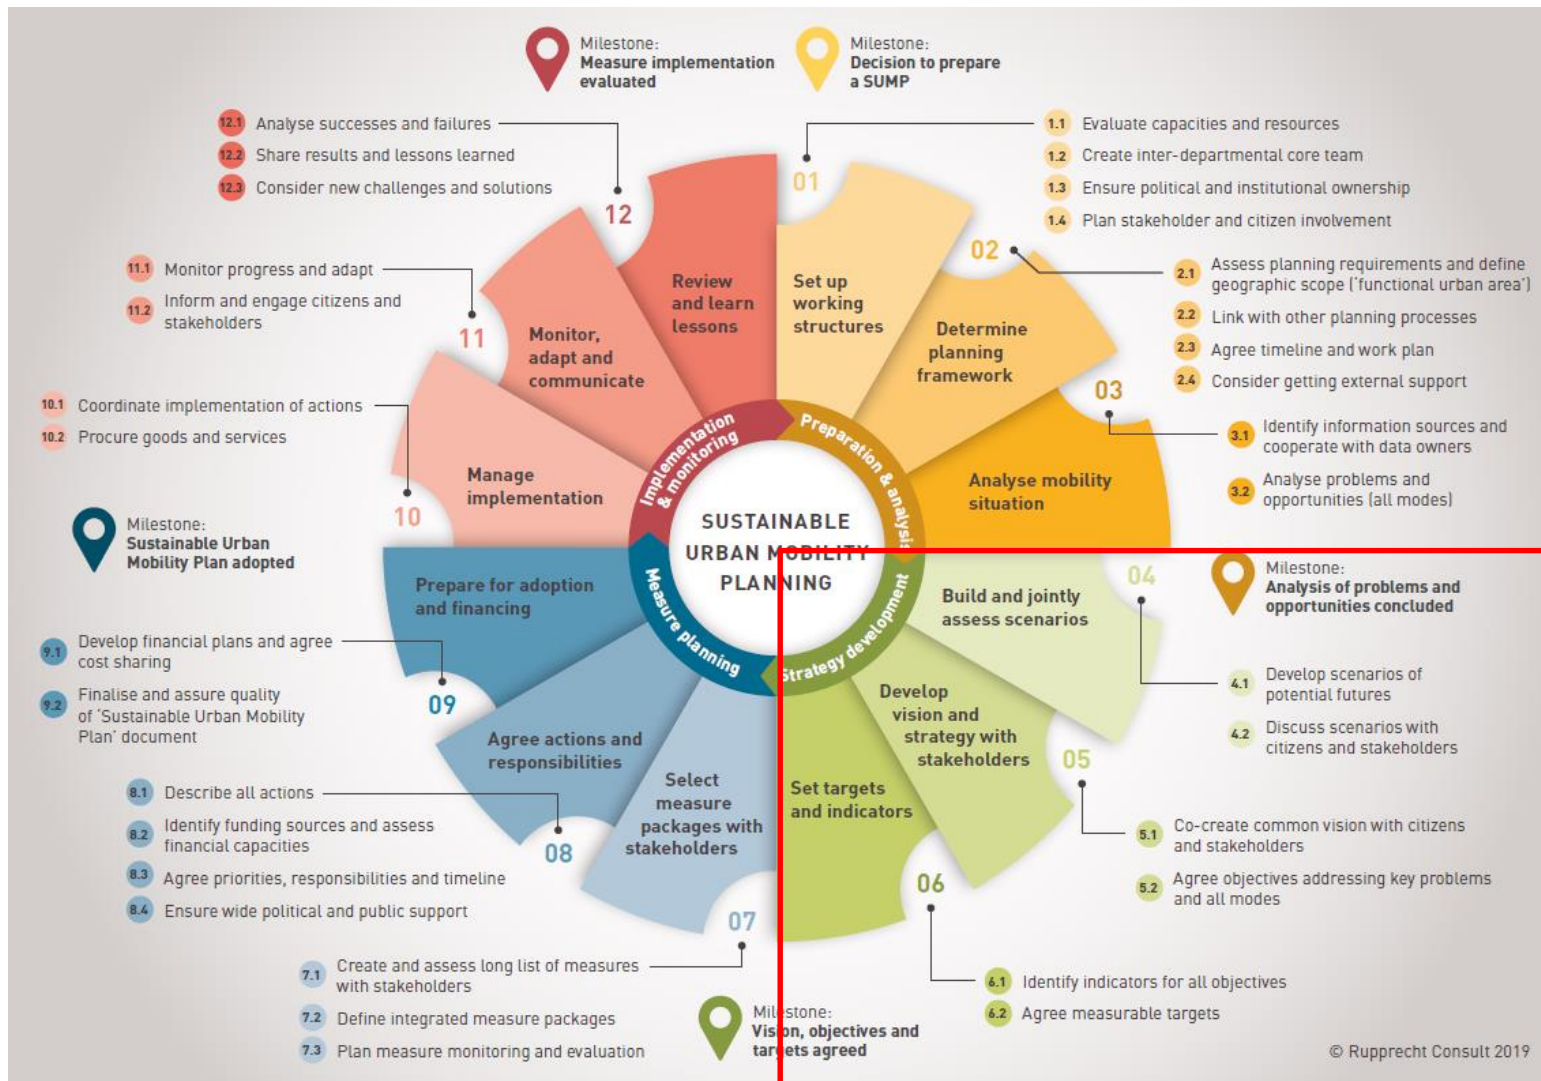 Milestone:
Measure implementation
evaluated
Milestone:
Decision to prepare
a SUMP
12.1 Analyse successes and failures
12.2 Share results and lessons learned
12.3 Consider new challenges and solutions
12
01
1.1 Evaluate capacities and resources
1.2 Create inter-departmental core team
1.3 Ensure political and institutional ownership
1.4 Plan stakeholder and citizen involvement
11.1 Monitor progress and adapt
11.2 Inform and engage citizens and
stakeholders
11
02
2.1 Assess planning requirements and define
geographic scope (‘functional urban area’)
2.2 Link with other planning processes
2.3 Agree timeline and work plan
2.4 Consider getting external support
Review
and learn
lessons
Set up
working
structures
Monitor,
adapt and
communicate
Determine
planning
framework
10.1 Coordinate implementation of actions
10.2 Procure goods and services
10
03
3.1 Identify information sources and
cooperate with data owners
3.2 Analyse problems and
opportunities (all modes)
Manage
implementation
Analyse mobility
situation
Implementation
& monitoring
Preparation & analysis
SUSTAINABLE
URBAN MOBILITY
PLANNING
Measure planning
Strategy development
Milestone:
Sustainable Urban
Mobility Plan adopted
Milestone:
Analysis of problems and
opportunities concluded
Prepare for adoption
and financing
Build and jointly
assess scenarios
04
4.1 Develop scenarios of
potential futures
4.2 Discuss scenarios with
citizens and stakeholders
9.1 Develop financial plans and agree
cost sharing
9.2 Finalise and assure quality
of ‘Sustainable Urban Mobility
Plan’ document
09
Agree actions and
responsibilities
Develop
vision and
strategy with
stakeholders
05
5.1 Co-create common vision with citizens
and stakeholders
5.2 Agree objectives addressing key problems
and all modes
Select
measure
packages with
stakeholders
Set targets
and indicators
8.1 Describe all actions
8.2 Identify funding sources and assess
financial capacities
8.3 Agree priorities, responsibilities and timeline
8.4 Ensure wide political and public support
08
06
07
7.1 Create and assess long list of measures
with stakeholders
7.2 Define integrated measure packages
7.3 Plan measure monitoring and evaluation
6.1 Identify indicators for all objectives
6.2 Agree measurable targets
Milestone:
Vision, objectives and
targets agreed
© Rupprecht Consult 2019